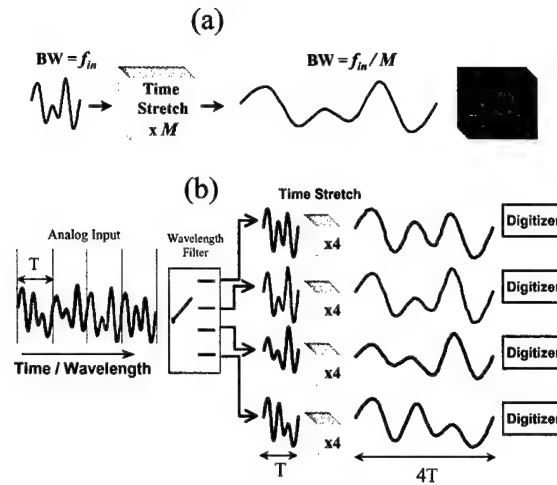 (a)
BW = f_in
BW = f_in / M
Time
Stretch
x M
(b)
Time Stretch
Analog Input
Wavelength
Filter
T
Time / Wavelength
x4
Digitizer
x4
Digitizer
x4
Digitizer
x4
Digitizer
T
4T